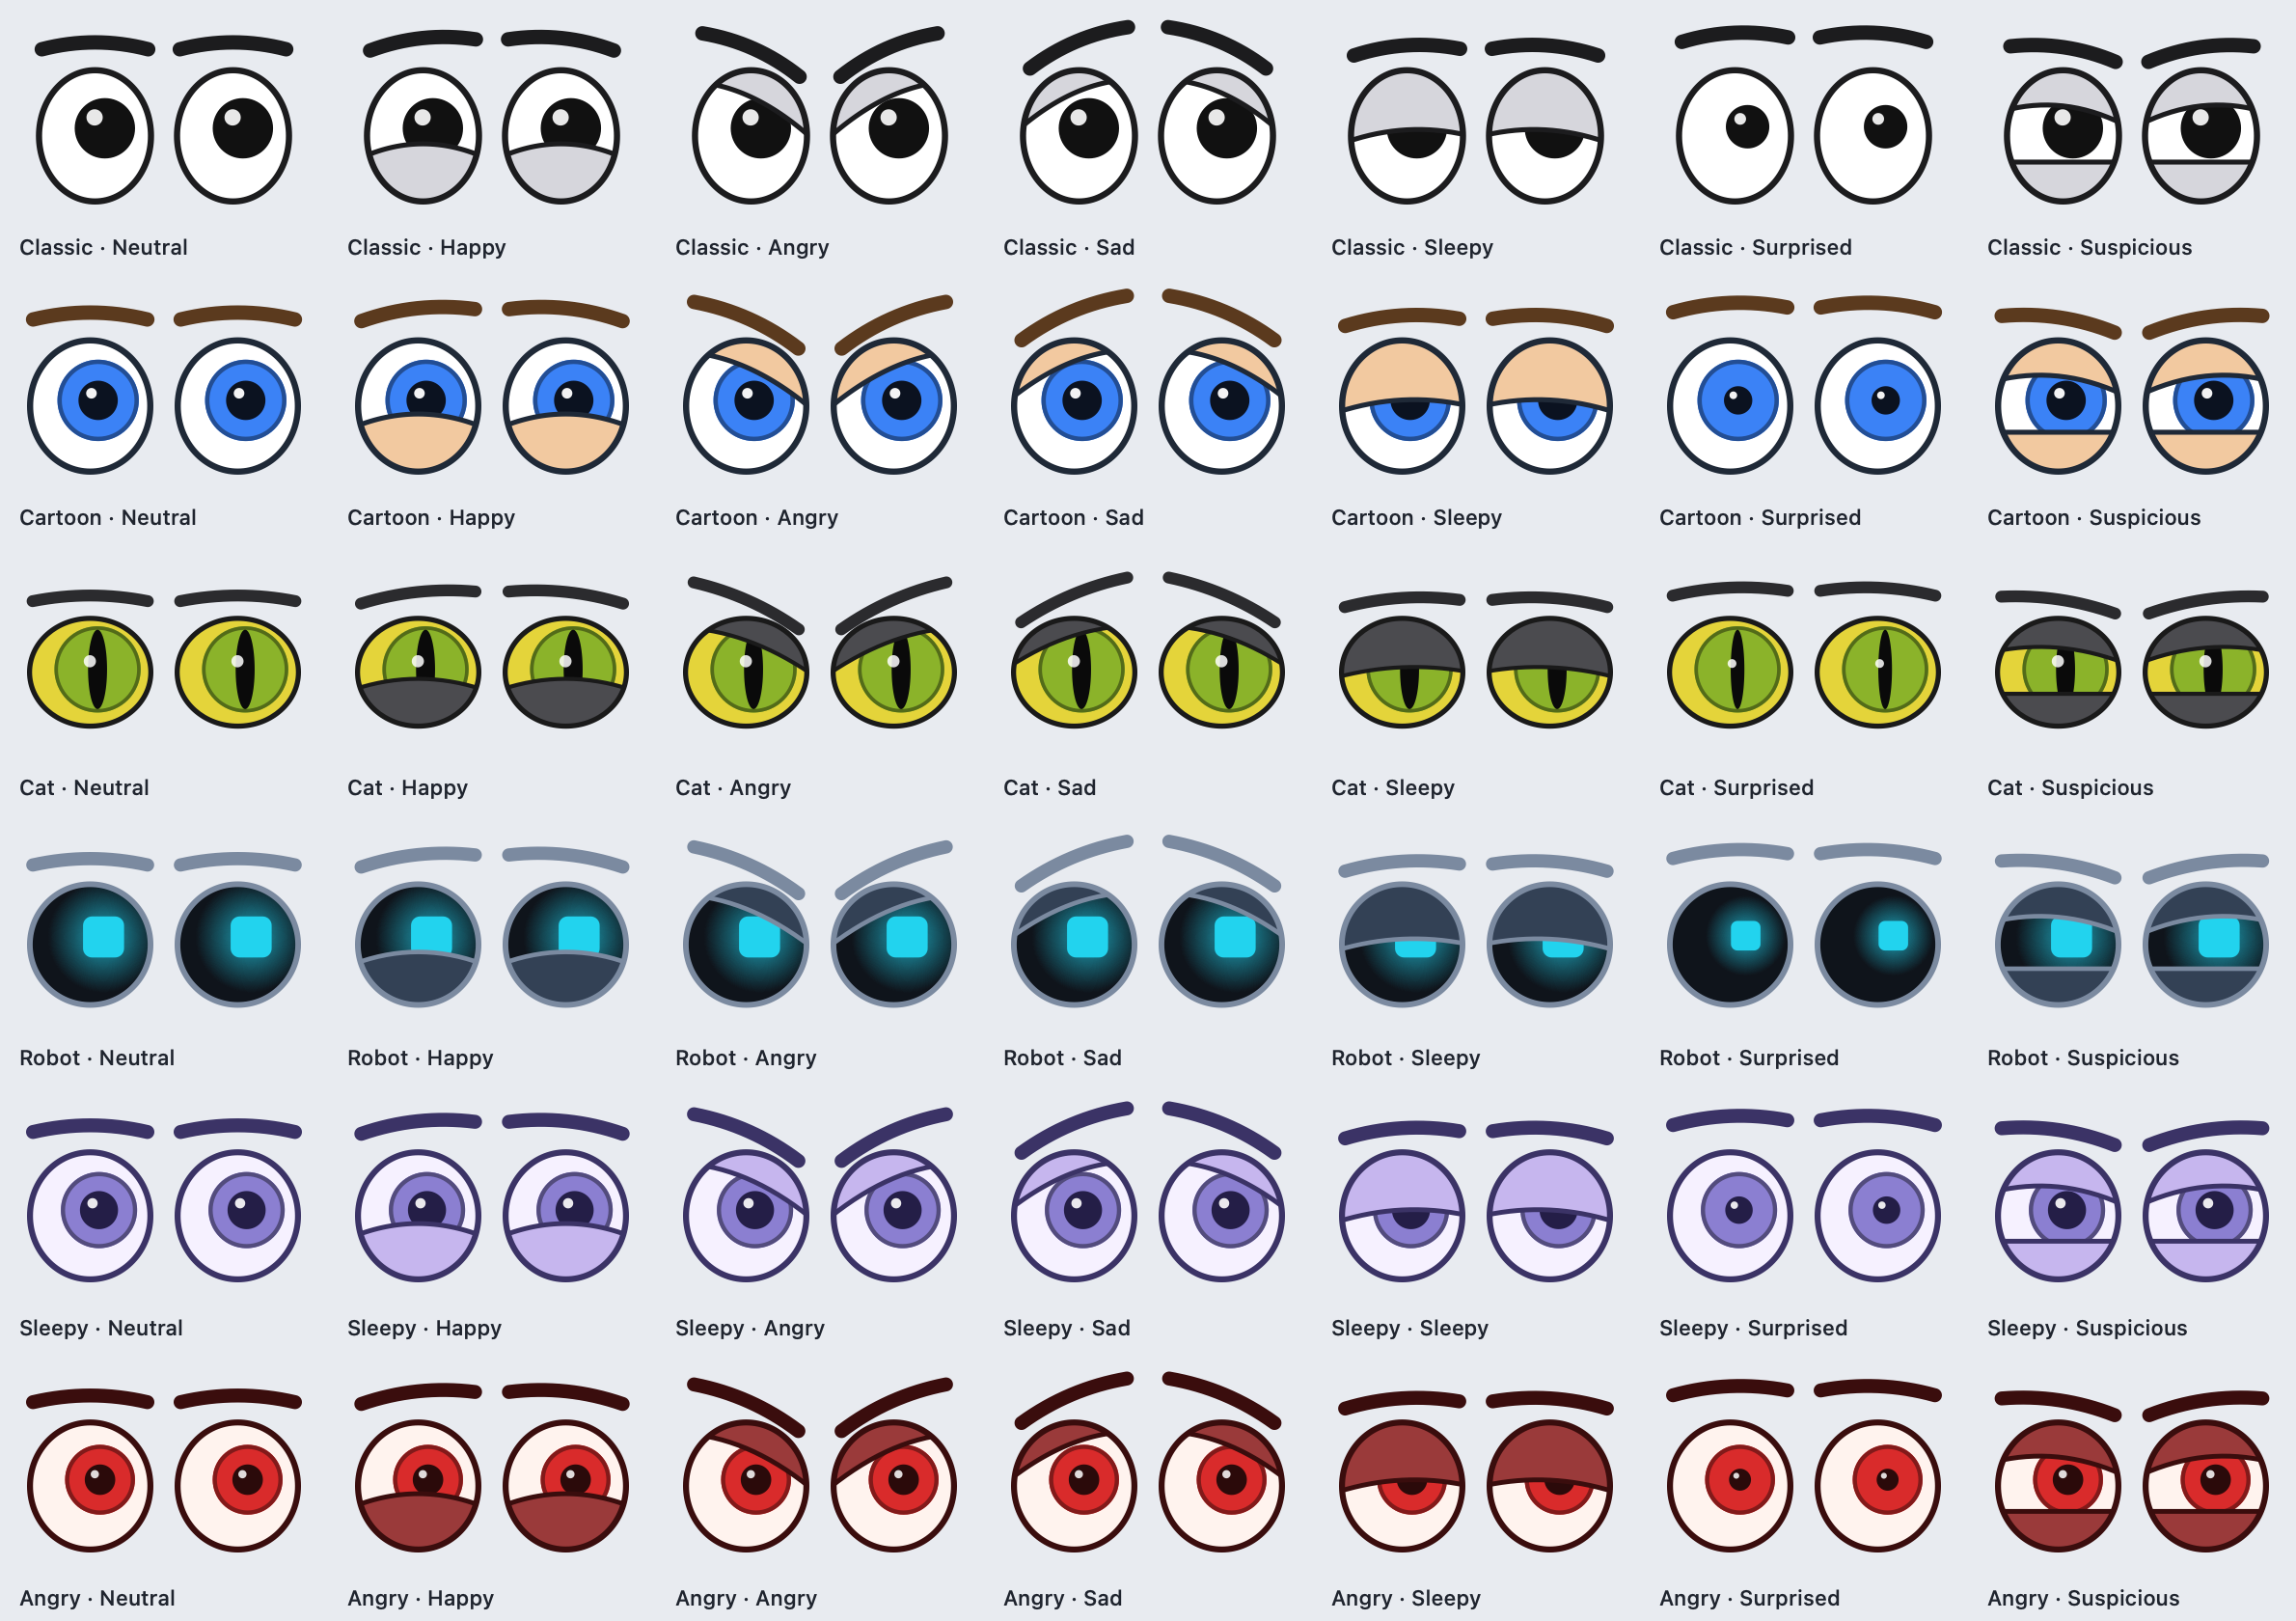 Classic · Neutral
Classic · Happy
Classic · Angry
Classic · Sad
Classic · Sleepy
Classic · Surprised
Classic · Suspicious
Cartoon · Neutral
Cartoon · Happy
Cartoon · Angry
Cartoon · Sad
Cartoon · Sleepy
Cartoon · Surprised
Cartoon · Suspicious
Cat · Neutral
Cat · Happy
Cat · Angry
Cat · Sad
Cat · Sleepy
Cat · Surprised
Cat · Suspicious
Robot · Neutral
Robot · Happy
Robot · Angry
Robot · Sad
Robot · Sleepy
Robot · Surprised
Robot · Suspicious
Sleepy · Neutral
Sleepy · Happy
Sleepy · Angry
Sleepy · Sad
Sleepy · Sleepy
Sleepy · Surprised
Sleepy · Suspicious
Angry · Neutral
Angry · Happy
Angry · Angry
Angry · Sad
Angry · Sleepy
Angry · Surprised
Angry · Suspicious